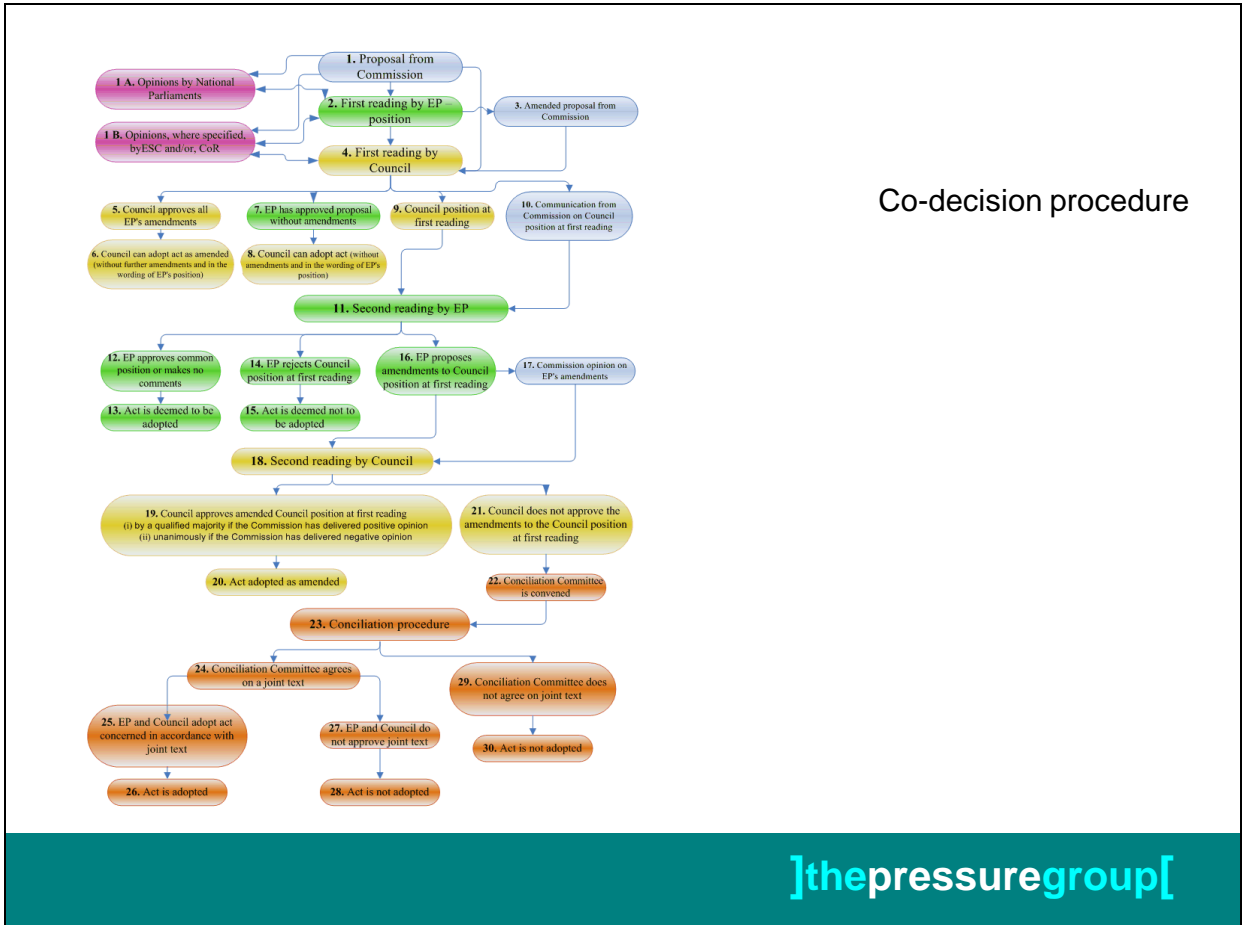 1. Proposal from
Commission
1 A. Opinions by National
Parliaments
2. First reading by EP –
position
3. Amended proposal from
Commission
1 B. Opinions, where specified,
byESC and/or, CoR
4. First reading by
Council
Co-decision procedure
5. Council approves all
EP's amendments
7. EP has approved proposal
without amendments
9. Council position at
first reading
10. Communication from
Commission on Council
position at first reading
6. Council can adopt act as amended
(without further amendments and in the
wording of EP's position)
8. Council can adopt act (without
amendments and in the wording of EP's
position)
11. Second reading by EP
12. EP approves common
position or makes no
comments
14. EP rejects Council
position at first reading
16. EP proposes
amendments to Council
position at first reading
17. Commission opinion on
EP's amendments
13. Act is deemed to be
adopted
15. Act is deemed not to
be adopted
18. Second reading by Council
19. Council approves amended Council position at first reading
(i) by a qualified majority if the Commission has delivered positive opinion
(ii) unanimously if the Commission has delivered negative opinion
21. Council does not approve the
amendments to the Council position
at first reading
20. Act adopted as amended
22. Conciliation Committee
is convened
23. Conciliation procedure
24. Conciliation Committee agrees
on a joint text
29. Conciliation Committee does
not agree on joint text
25. EP and Council adopt act
concerned in accordance with
joint text
27. EP and Council do
not approve joint text
30. Act is not adopted
26. Act is adopted
28. Act is not adopted
]thepressuregroup[